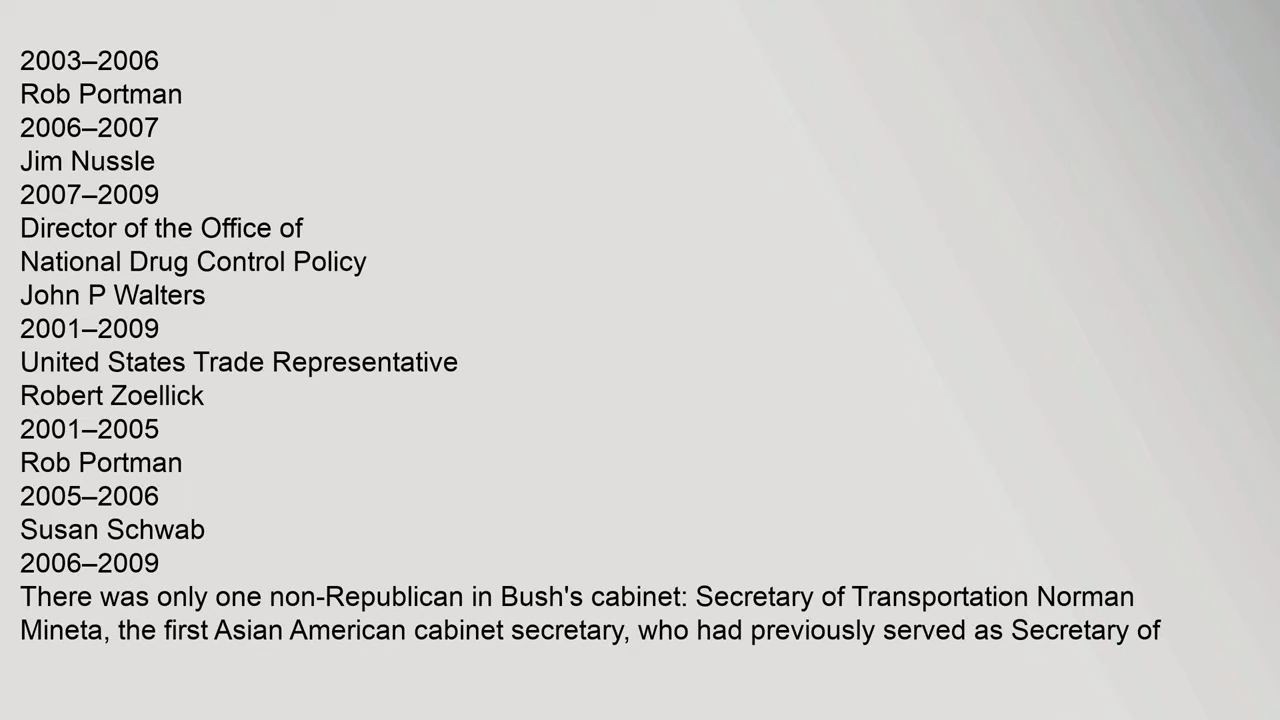 2003–2006
Rob Portman
2006–2007
Jim Nussle
2007–2009
Director of the Office of
National Drug Control Policy
John P Walters
2001–2009
United States Trade Representative
Robert Zoellick
2001–2005
Rob Portman
2005–2006
Susan Schwab
2006–2009
There was only one non-Republican in Bush's cabinet: Secretary of Transportation Norman
Mineta, the first Asian American cabinet secretary, who had previously served as Secretary of